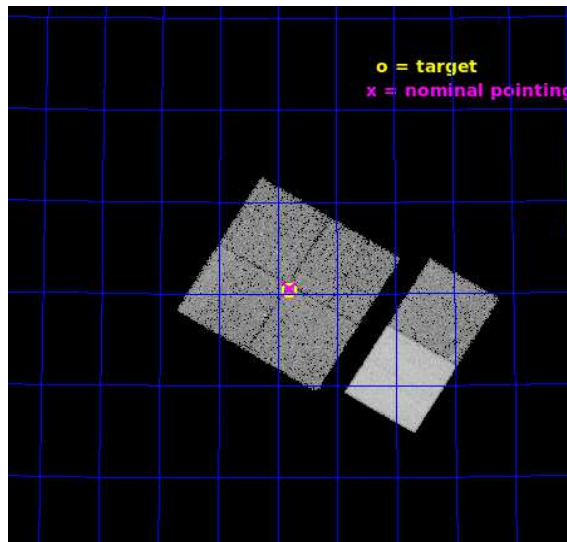 o = target
x = nominal pointing